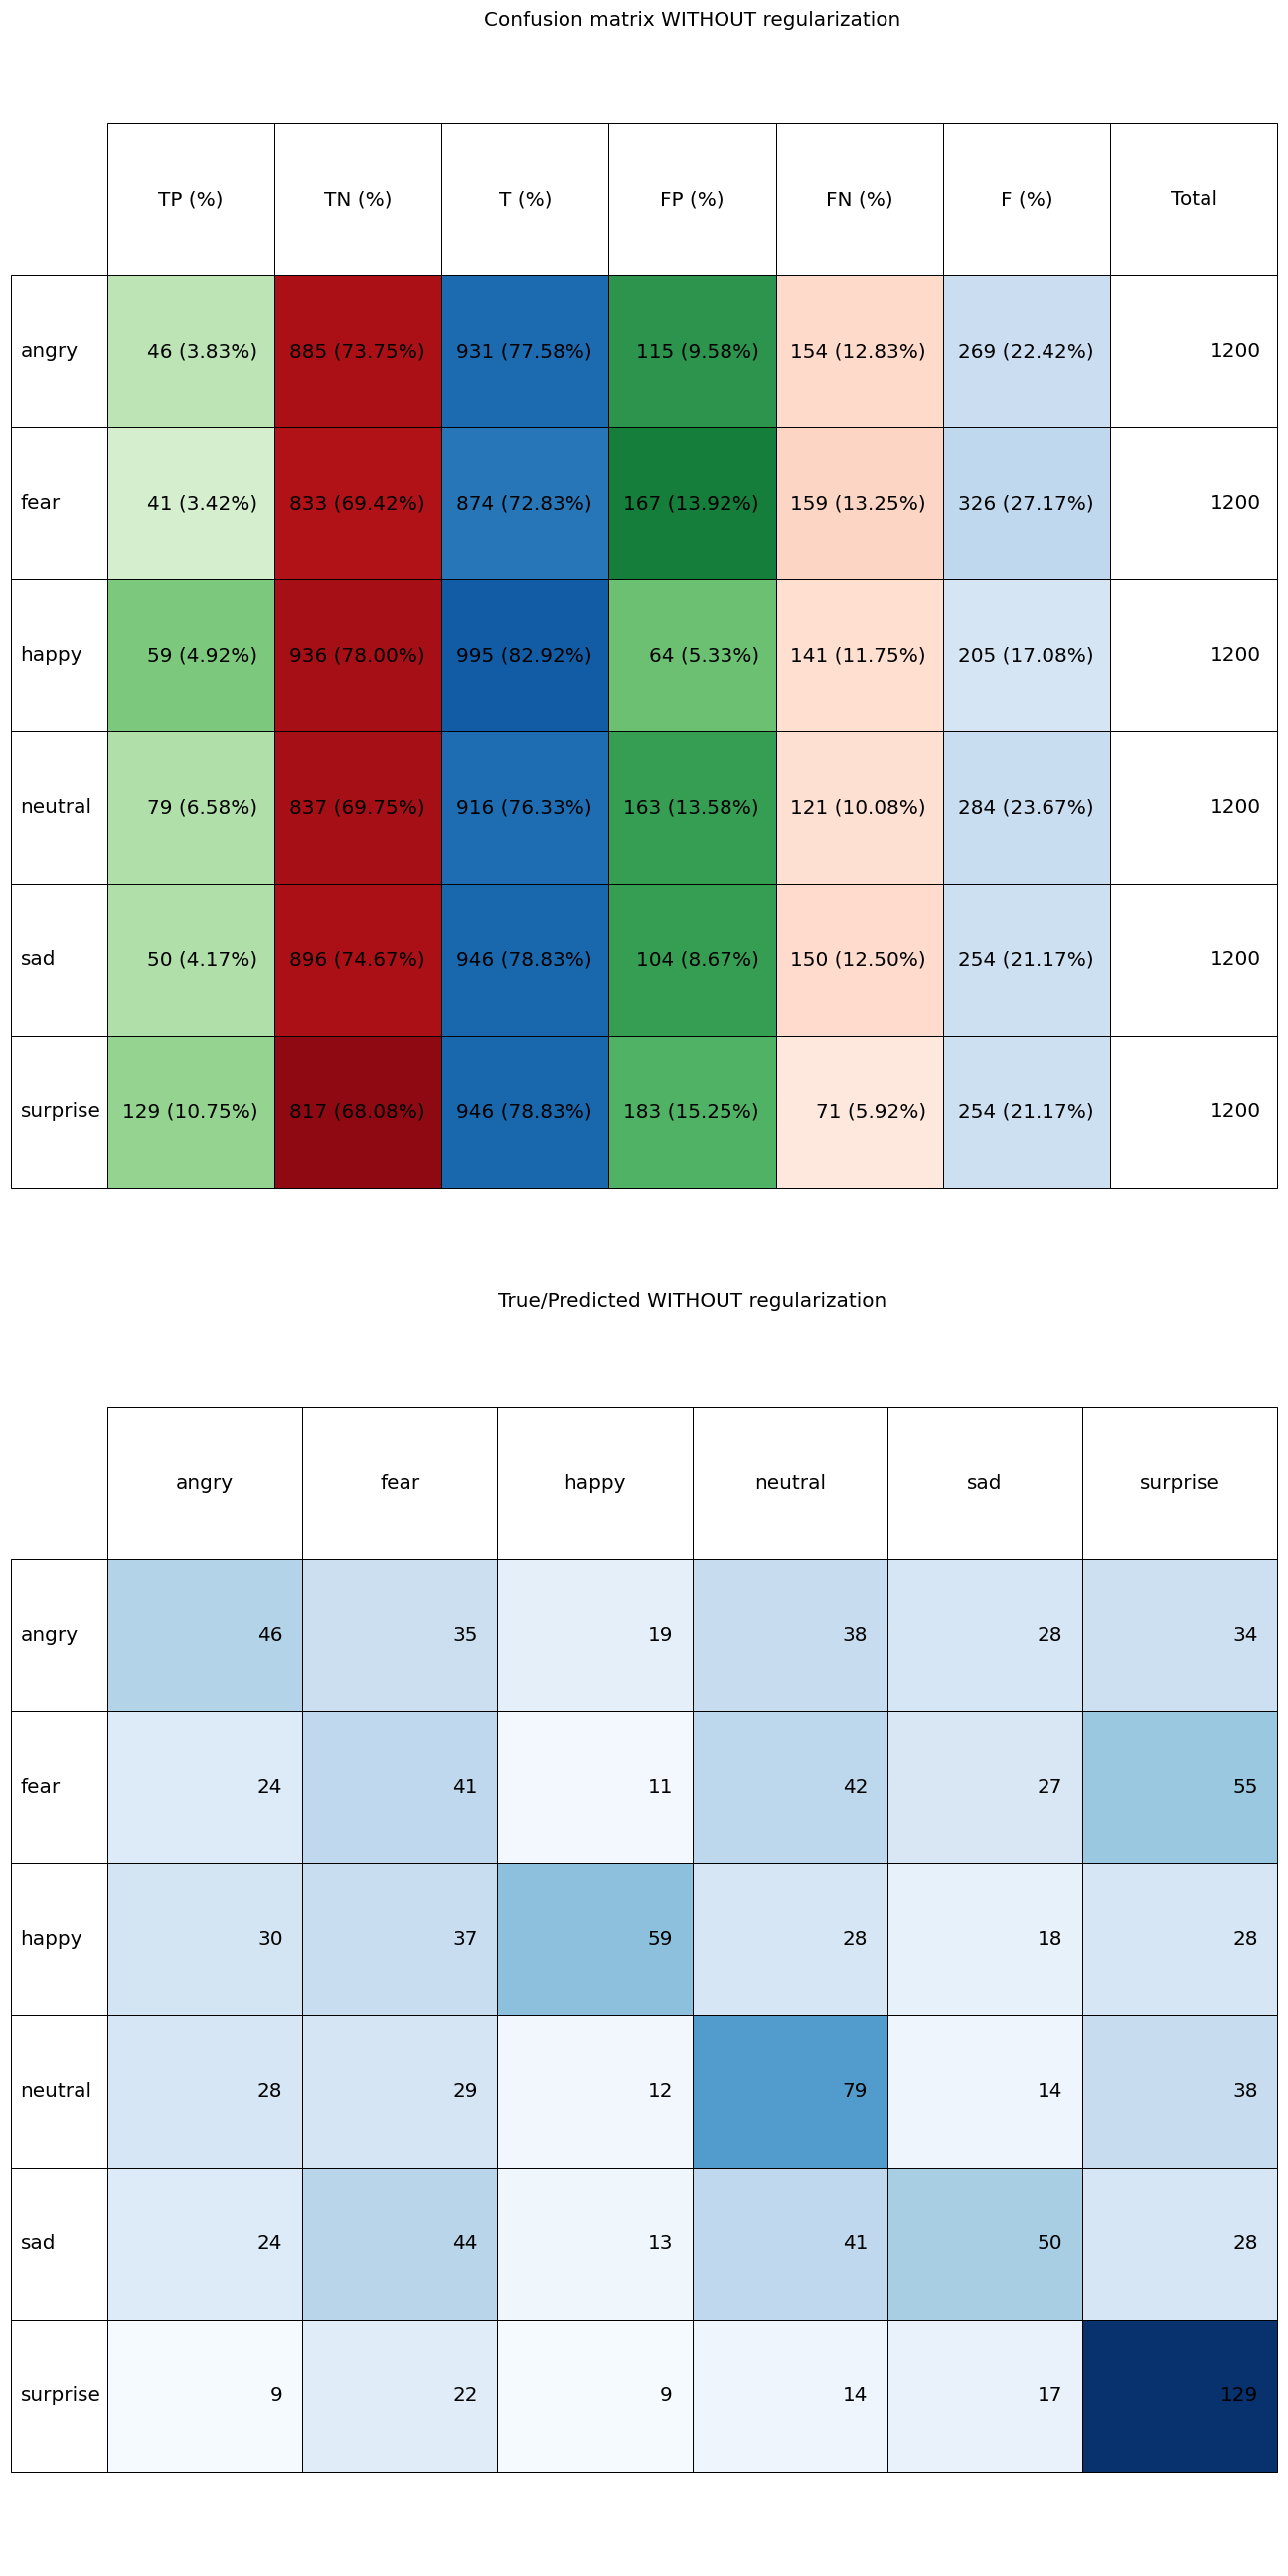 Confusion matrix WITHOUT regularization
TP (%) TN (%) T (%) FP (%) FN (%) F (%) Total
angry 46 (3.83%) 885 (73.75%) 931 (77.58%) 115 (9.58%) 154 (12.83%) 269 (22.42%) 1200
fear 41 (3.42%) 833 (69.42%) 874 (72.83%) 167 (13.92%) 159 (13.25%) 326 (27.17%) 1200
happy 59 (4.92%) 936 (78.00%) 995 (82.92%) 64 (5.33%) 141 (11.75%) 205 (17.08%) 1200
neutral 79 (6.58%) 837 (69.75%) 916 (76.33%) 163 (13.58%) 121 (10.08%) 284 (23.67%) 1200
sad 50 (4.17%) 896 (74.67%) 946 (78.83%) 104 (8.67%) 150 (12.50%) 254 (21.17%) 1200
surprise 129 (10.75%) 817 (68.08%) 946 (78.83%) 183 (15.25%) 71 (5.92%) 254 (21.17%) 1200
True/Predicted WITHOUT regularization
angry fear happy neutral sad surprise
angry 46 35 19 38 28 34
fear 24 41 11 42 27 55
happy 30 37 59 28 18 28
neutral 28 29 12 79 14 38
sad 24 44 13 41 50 28
surprise 9 22 9 14 17 129